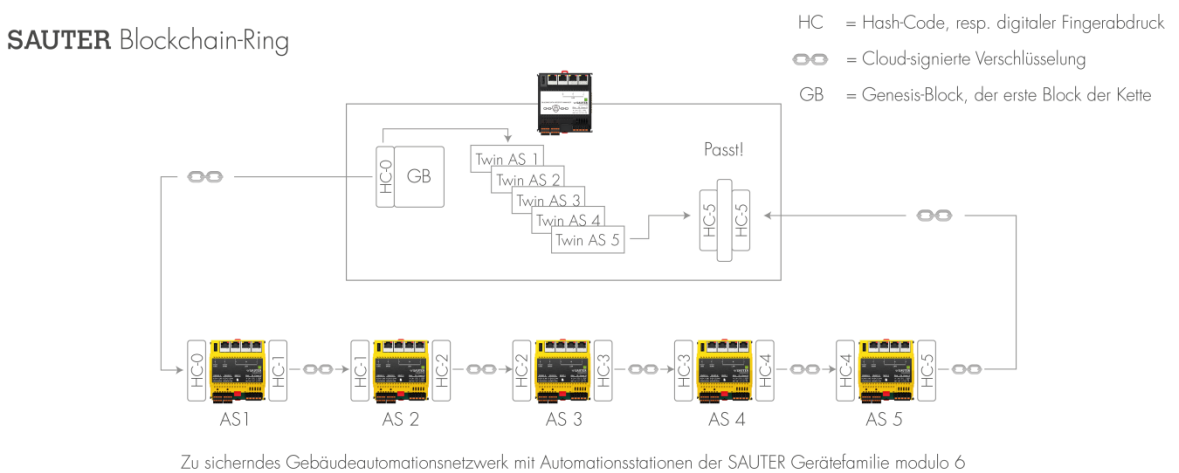 SAUTER Blockchain-Ring
HC = Hash-Code, resp. digitaler Fingerabdruck
= Cloud-signierte Verschlüsselung
GB = Genesis-Block, der erste Block der Kette
HC-0
GB
Twin AS 1
Twin AS 2
Twin AS 3
Twin AS 4
Twin AS 5
Passt!
HC-5
HC-5
HC-0
HC-1
HC-1
HC-2
HC-2
HC-3
HC-3
HC-4
HC-4
HC-5
AS1
AS 2
AS 3
AS 4
AS 5
Zu sicherndes Gebäudeautomationsnetzwerk mit Automationsstationen der SAUTER Gerätefamilie modulo 6